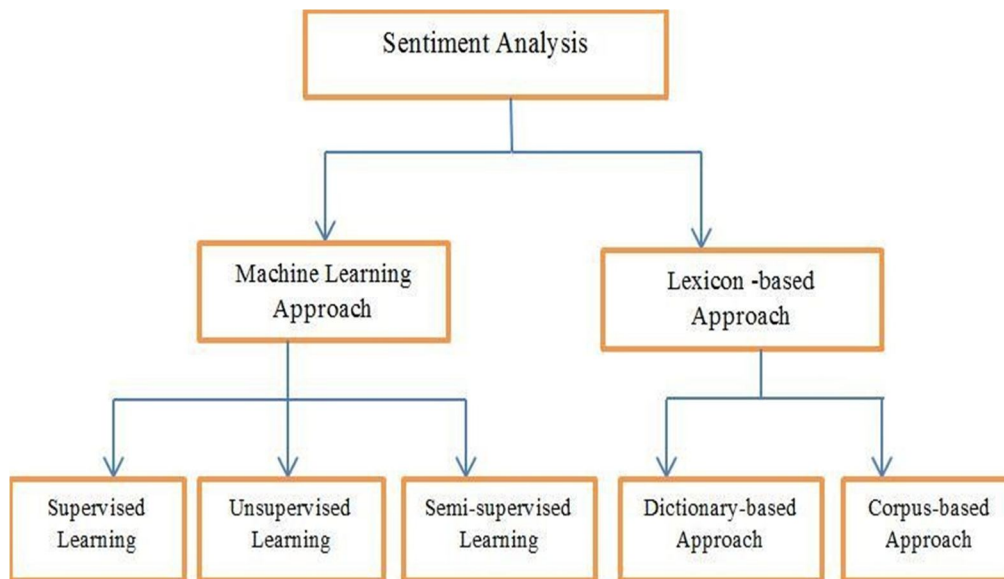 Sentiment Analysis
Machine Learning
Approach
Lexicon -based
Approach
Supervised
Learning
Unsupervised
Learning
Semi-supervised
Learning
Dictionary-based
Approach
Corpus-based
Approach